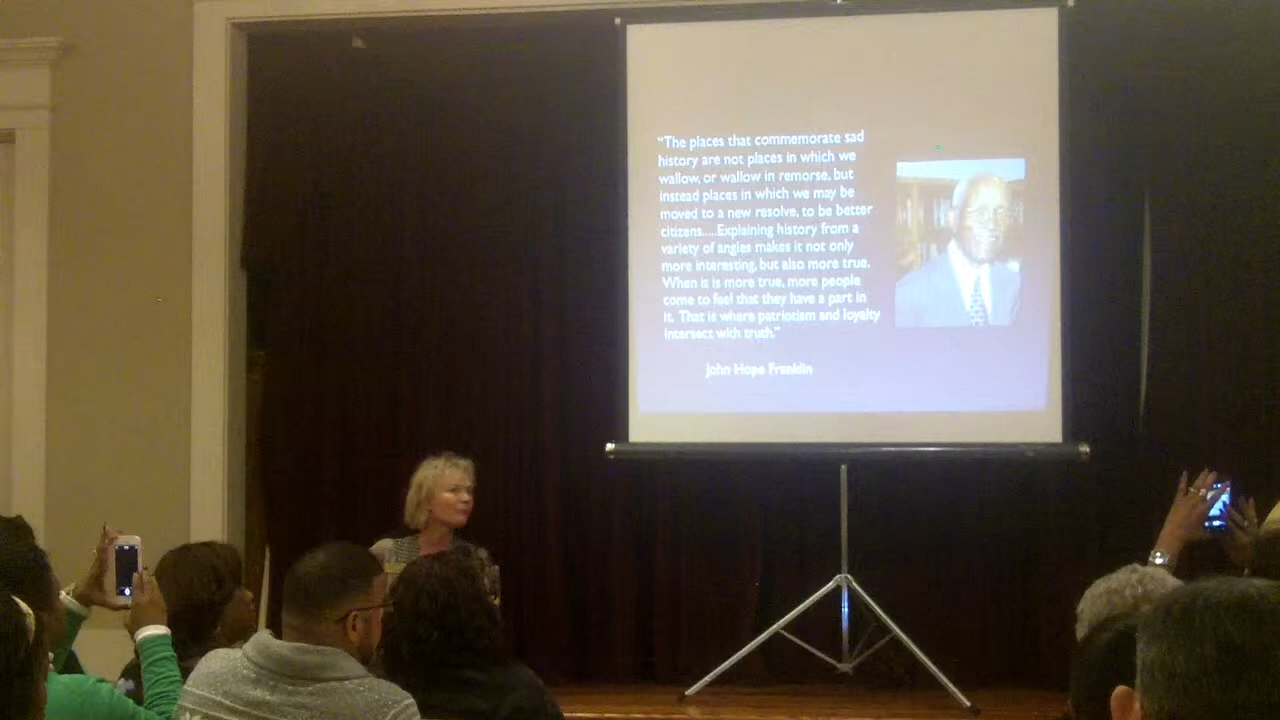 “The places that commemorate sad
history are not places in which we
wallow, or wallow in remorse, but
instead places in which we may be
moved to a new resolve, to be better
citizens.....Explaining history from a
variety of angles makes it not only
more interesting, but also more true.
When it is more true, more people
come to feel that they have a part in
it. That is where patriotism and loyalty
intersect with truth.”
John Hope Franklin